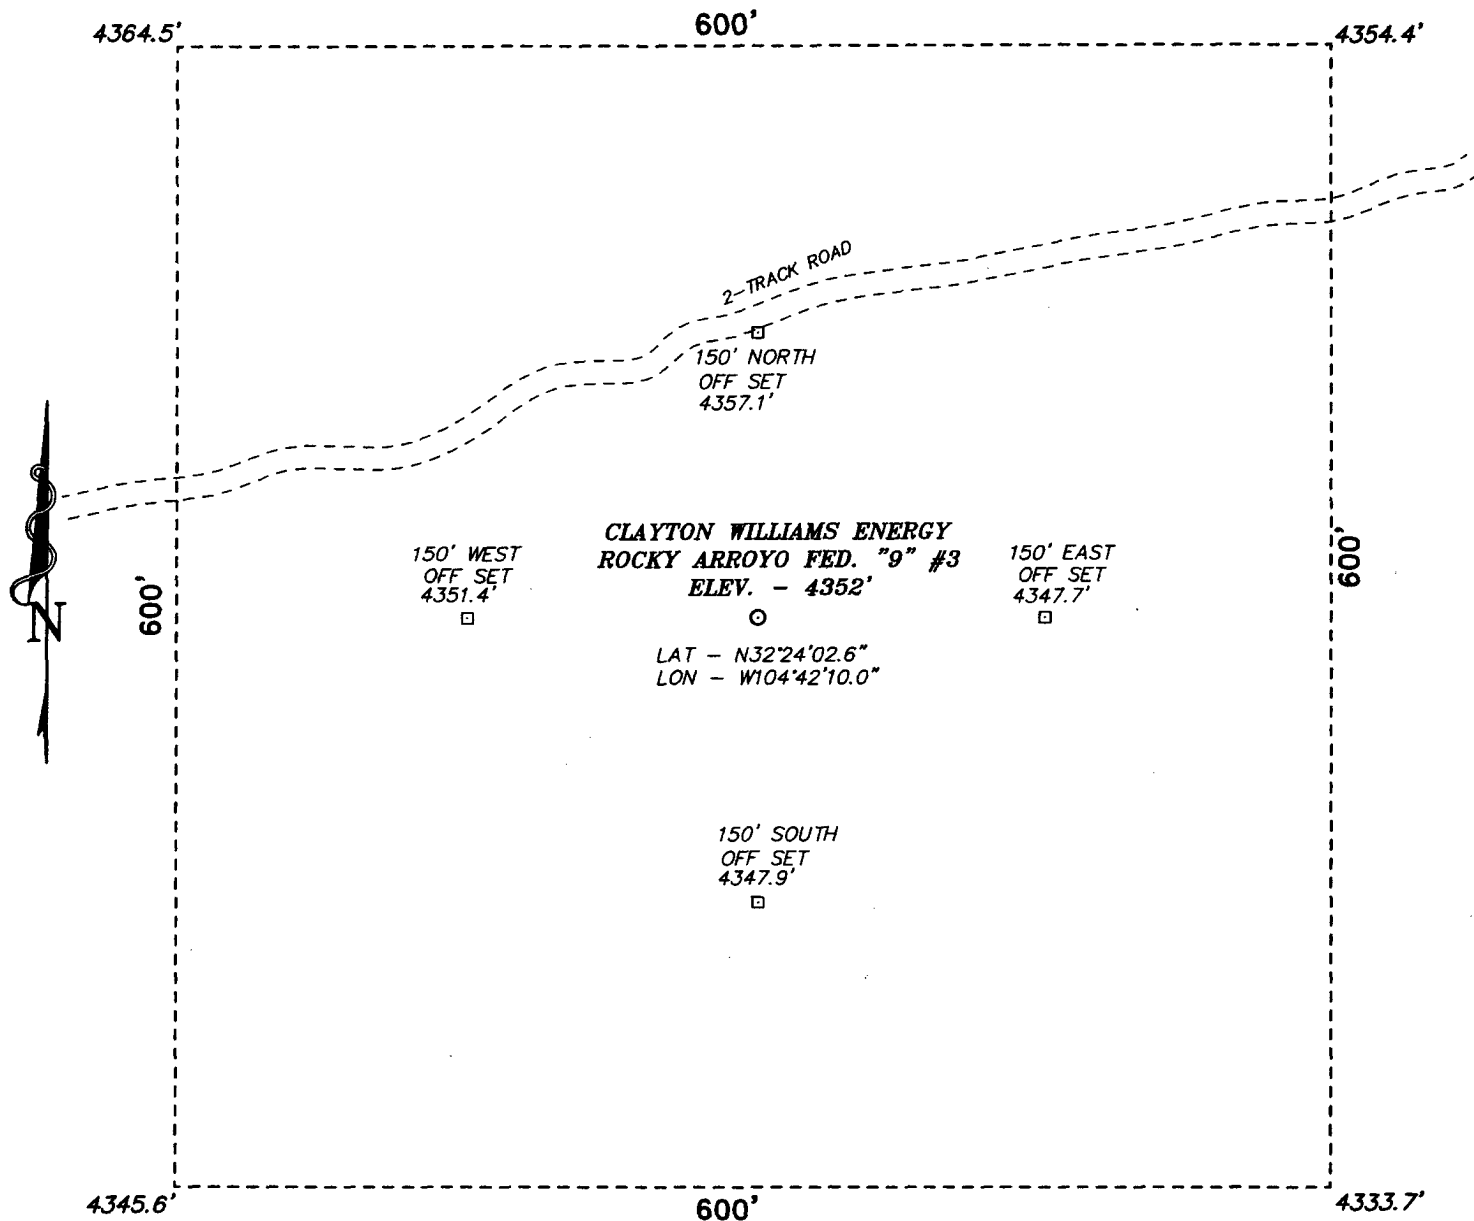 4364.5'
600'
4354.4'
2-TRACK ROAD
150' NORTH
OFF SET
4357.1'
CLAYTON WILLIAMS ENERGY
ROCKY ARROYO FED. "9" #3
ELEV. - 4352'
150' WEST
OFF SET
4351.4'
150' EAST
OFF SET
4347.7'
600'
600'
N
LAT - N32°24'02.6"
LON - W104°42'10.0"
150' SOUTH
OFF SET
4347.9'
4345.6'
600'
4333.7'